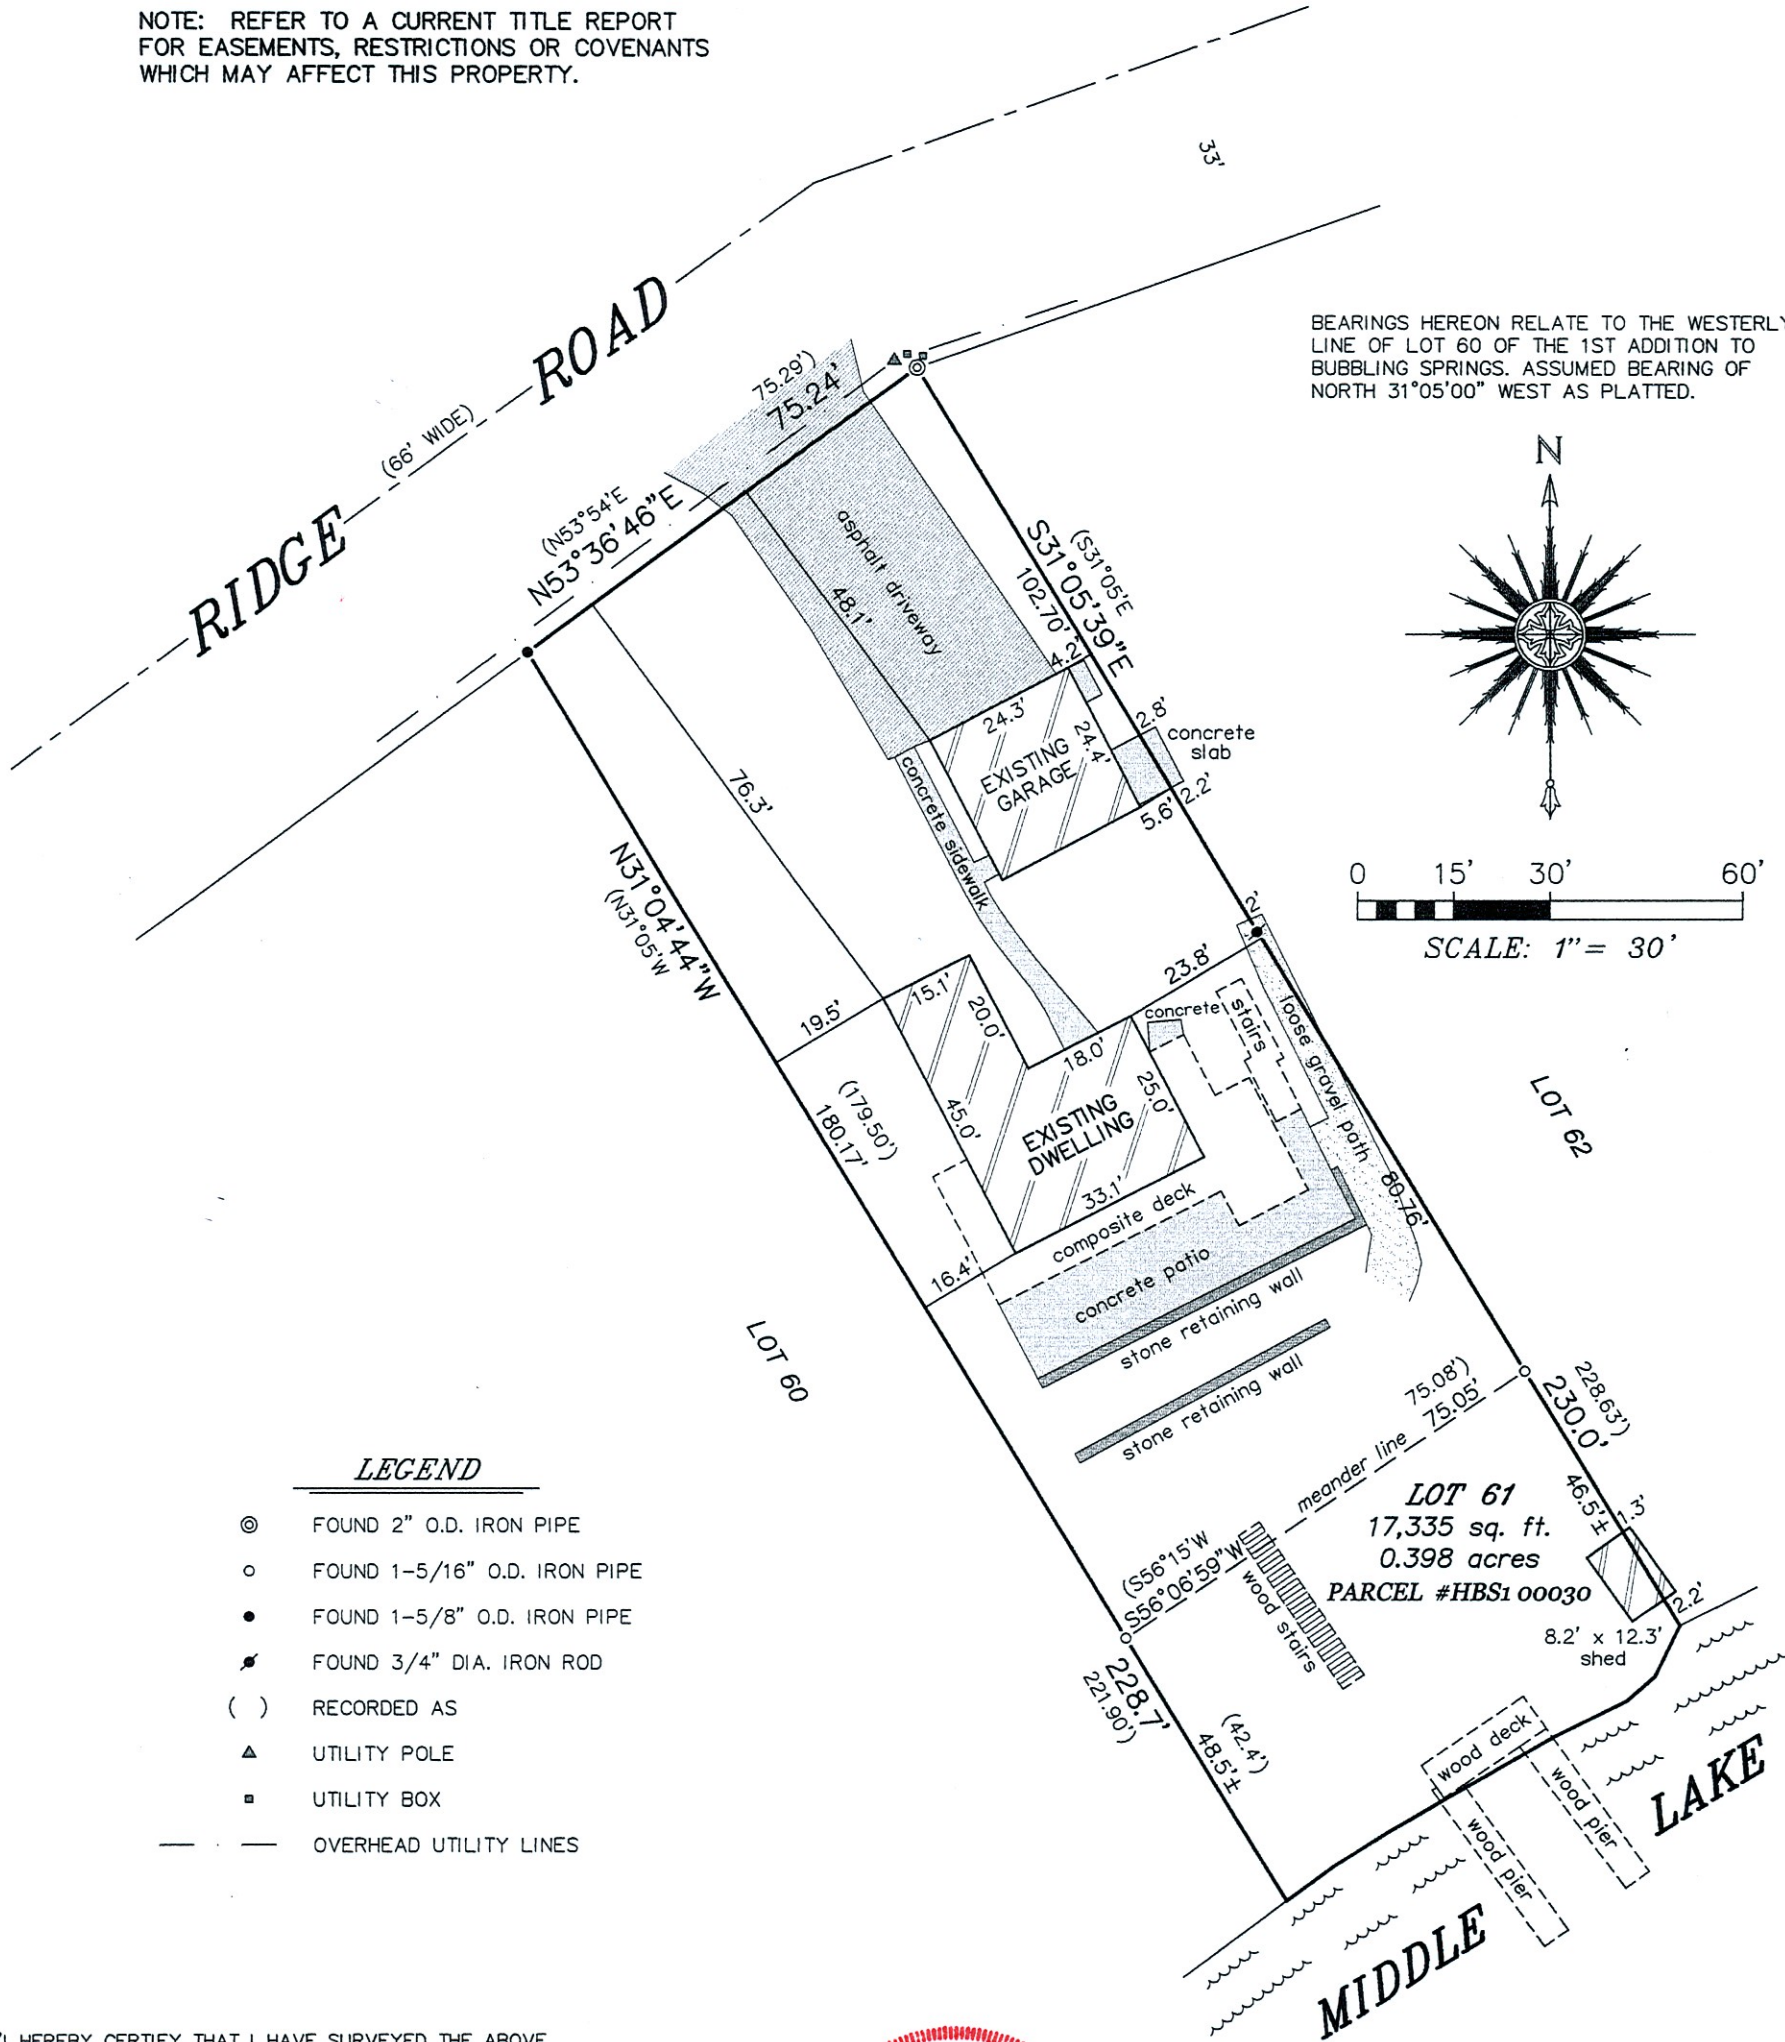 NOTE: REFER TO A CURRENT TITLE REPORT
FOR EASEMENTS, RESTRICTIONS OR COVENANTS
WHICH MAY AFFECT THIS PROPERTY.
33'
RIDGE ROAD
(66' WIDE)
BEARINGS HEREON RELATE TO THE WESTERLY
LINE OF LOT 60 OF THE 1ST ADDITION TO
BUBBLING SPRINGS. ASSUMED BEARING OF
NORTH 31°05'00" WEST AS PLATTED.
N
75.29')
75.24'
(N53°54'E
N53°36'46"E
asphalt driveway
48.1'
(S31°05'E
S31°05'39"E
102.70'
4.2'
24.3'
24.4'
EXISTING
GARAGE
2.8'
concrete
slab
2.2'
5.6'
concrete sidewalk
76.3'
0 15' 30' 60'
SCALE: 1"= 30'
N31°04'44"W
(N31°05'W
.2'
23.8'
19.5'
15.1'
20.0'
18.0'
25.0'
45.0'
EXISTING
DWELLING
33.1'
concrete
stairs
loose gravel path
80.76'
LOT 62
(179.50')
180.17'
composite deck
concrete patio
16.4'
stone retaining wall
stone retaining wall
LOT 60
75.08')
75.05'
meander line
(S56°15'W
S56°06'59"W
228.63')
230.0'
46.5'±
1.3'
LOT 61
17,335 sq. ft.
0.398 acres
PARCEL #HBS1 00030
2.2'
8.2' x 12.3'
shed
wood stairs
228.7'
221.90')
(42.4')
48.5'±
wood deck
wood pier
wood pier
MIDDLE LAKE
LEGEND
FOUND 2" O.D. IRON PIPE
FOUND 1-5/16" O.D. IRON PIPE
FOUND 1-5/8" O.D. IRON PIPE
FOUND 3/4" DIA. IRON ROD
( ) RECORDED AS
UTILITY POLE
UTILITY BOX
OVERHEAD UTILITY LINES
"I HEREBY CERTIFY THAT I HAVE SURVEYED THE ABOVE